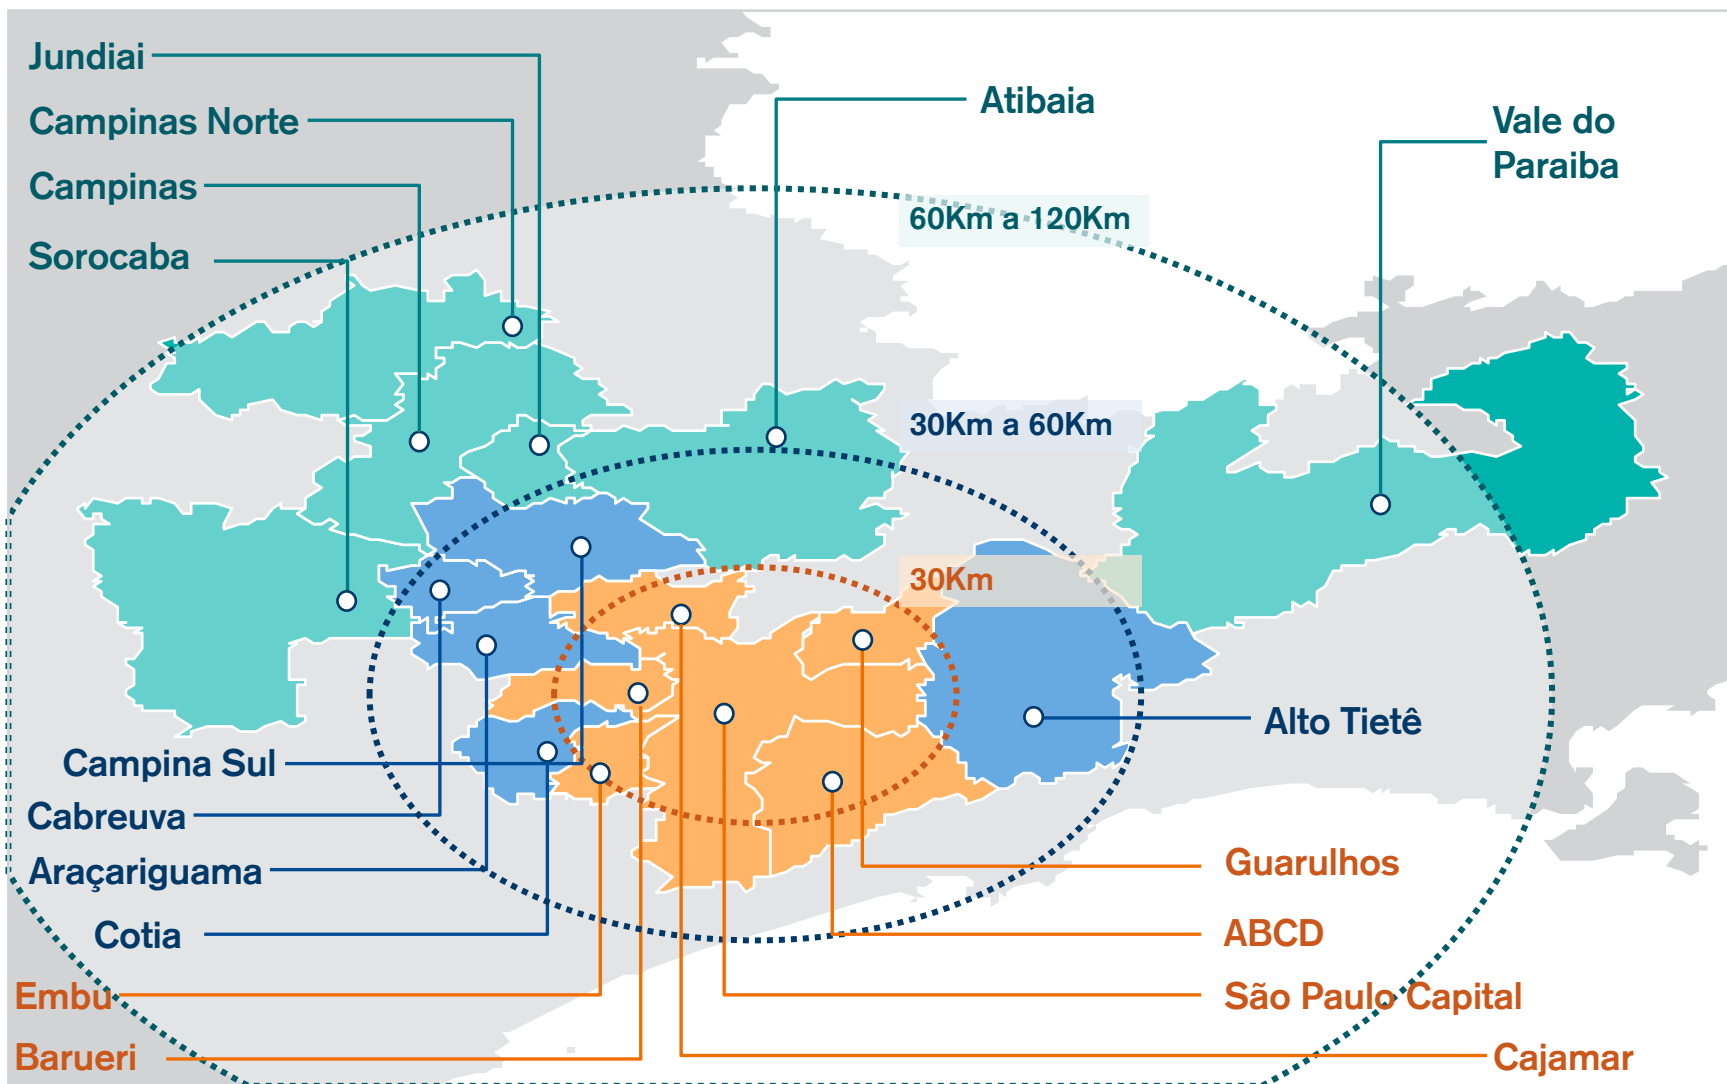 Jundiai
Campinas Norte
Campinas
Sorocaba
Atibaia
Vale do
Paraiba
60Km a 120Km
30Km a 60Km
30Km
Campina Sul
Cabreuva
Araçariguama
Cotia
Embu
Barueri
Alto Tietê
Guarulhos
ABCD
São Paulo Capital
Cajamar